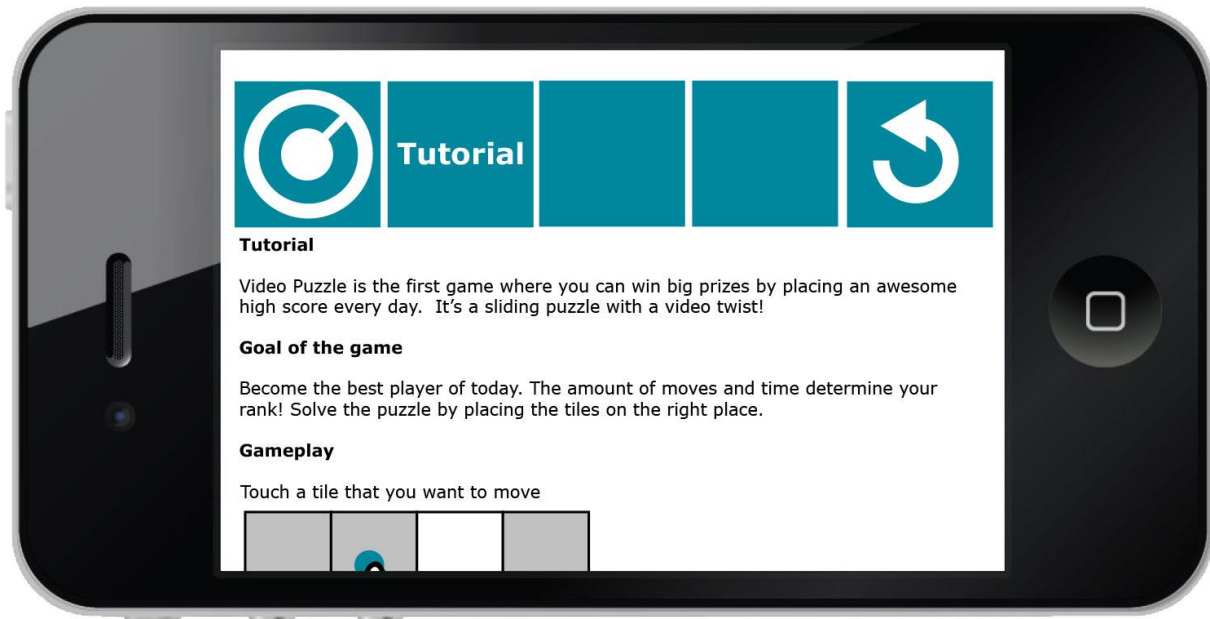 Tutorial
Tutorial
Video Puzzle is the first game where you can win big prizes by placing an awesome
high score every day.  It’s a sliding puzzle with a video twist!
Goal of the game
Become the best player of today. The amount of moves and time determine your
rank! Solve the puzzle by placing the tiles on the right place.
Gameplay
Touch a tile that you want to move